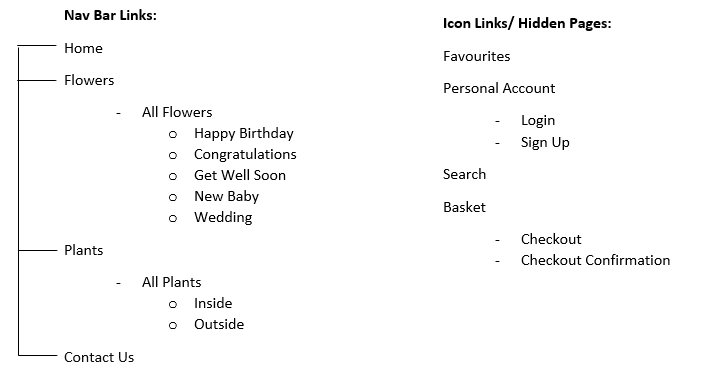 Nav Bar Links:
Home
Flowers
- All Flowers
o Happy Birthday
o Congratulations
o Get Well Soon
o New Baby
o Wedding
Plants
- All Plants
o Inside
o Outside
Contact Us
Icon Links/ Hidden Pages:
Favourites
Personal Account
- Login
- Sign Up
Search
Basket
- Checkout
- Checkout Confirmation